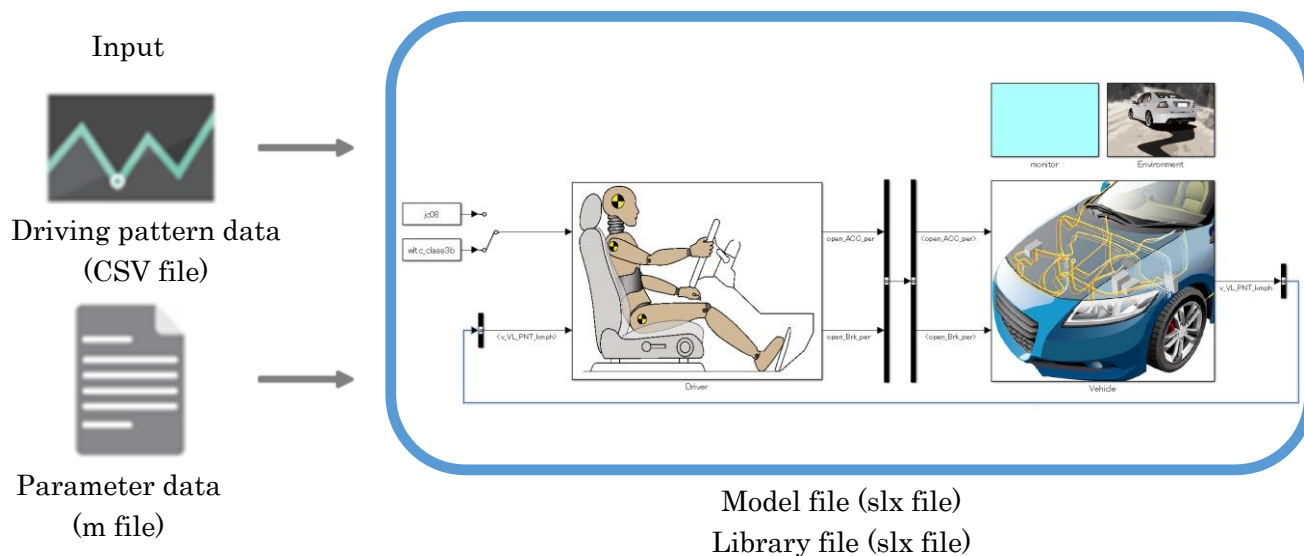 Input
Driving pattern data
(CSV file)
Parameter data
(m file)
monitor
Environment
jc08
wltc_class3b
<v_VL_PNT_kmph>
Driver
open_ACC_per
open_Brk_per
<open_ACC_per>
<open_Brk_per>
Vehicle
v_VL_PNT_kmph
Model file (slx file)
Library file (slx file)